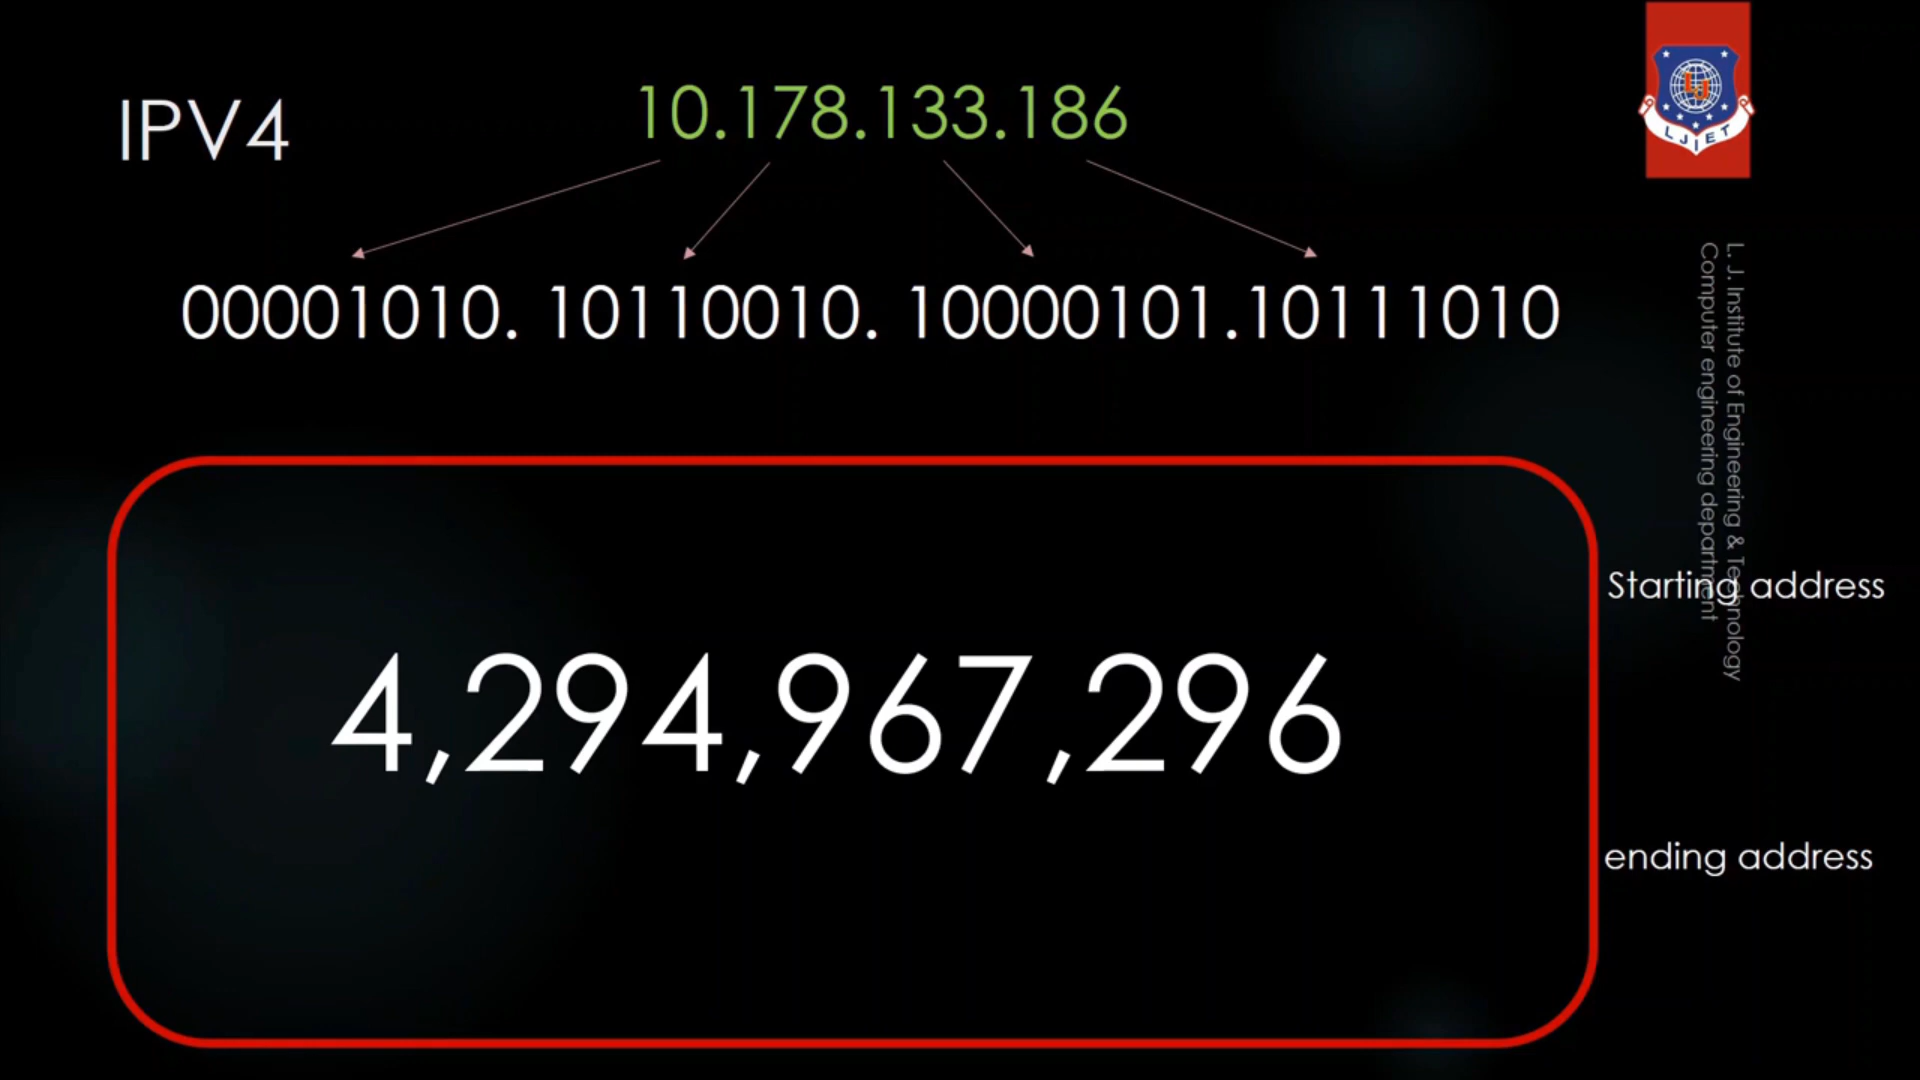 IPV4
10.178.133.186
LJIET
00001010. 10110010. 10000101.10111010
L. J. Institute of Engineering & Technology
Computer engineering department
Starting address
4,294,967,296
ending address